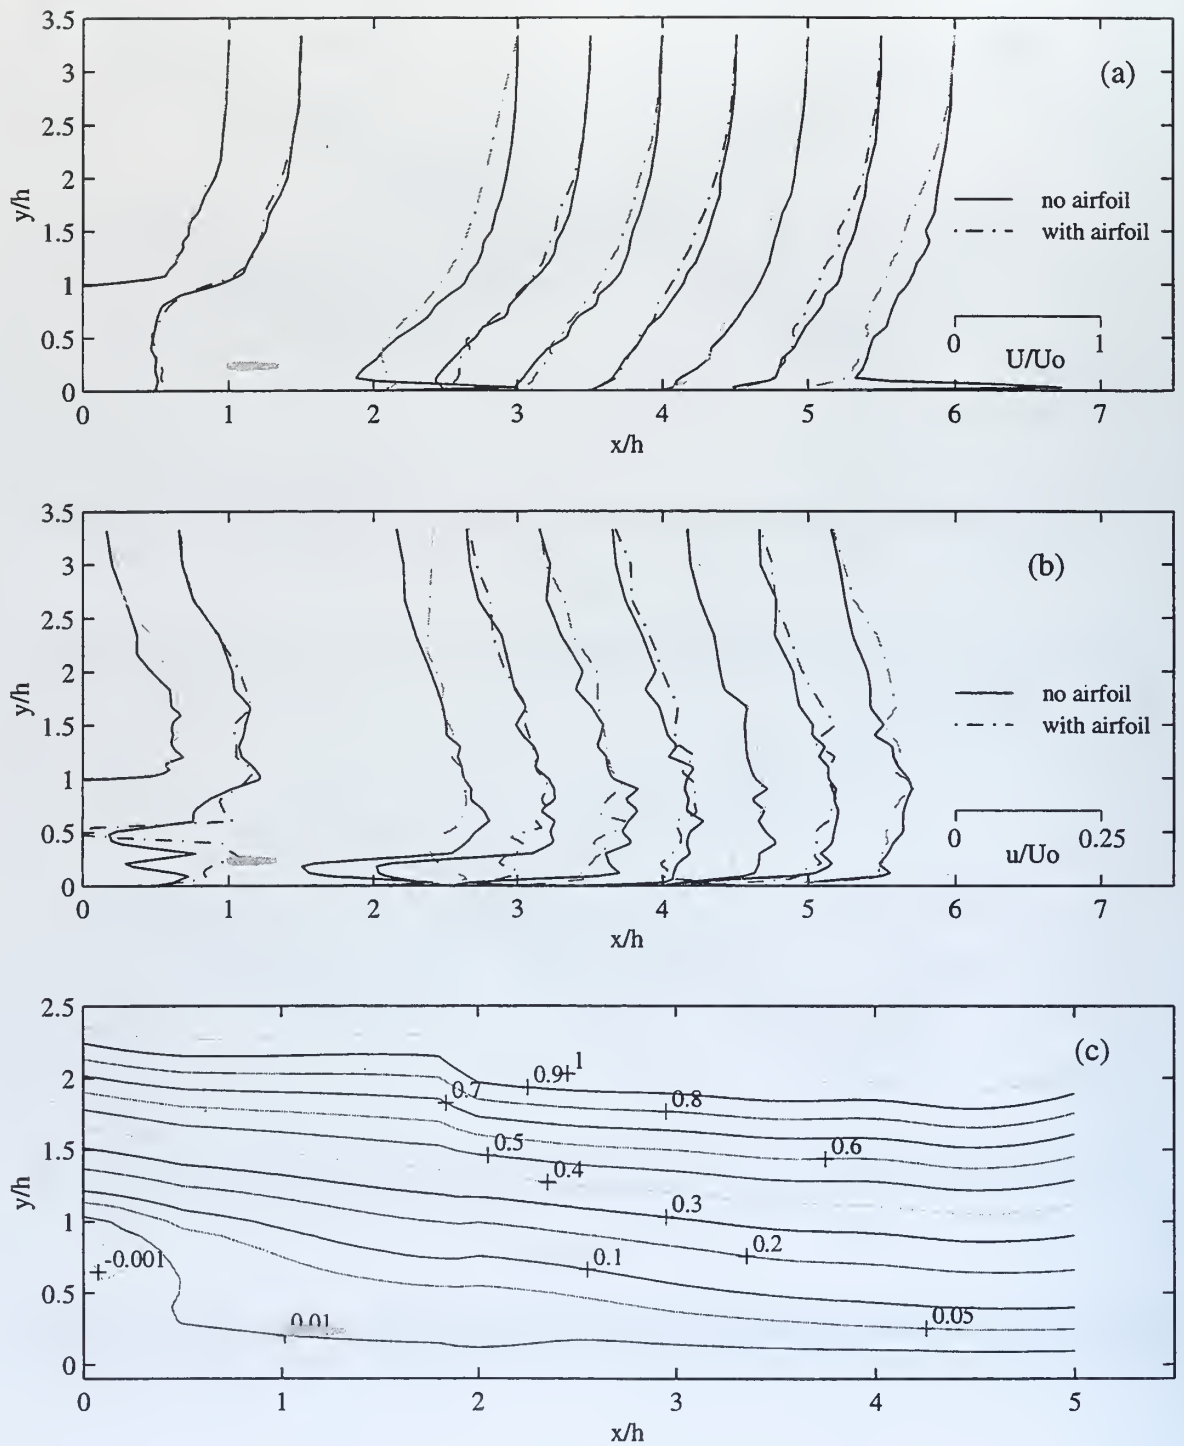 3.5
(a)
3
2.5
2
y/h
no airfoil
1.5
with airfoil
1
0.5
0 1
U/Uo
0
0 1 2 3 4 5 6 7
x/h
3.5
(b)
3
2.5
2
y/h
no airfoil
1.5
with airfoil
1
0.5
0 0.25
u/Uo
0
0 1 2 3 4 5 6 7
x/h
2.5
(c)
2
0.9 1
0.7
0.8
1.5
0.5
0.6
0.4
y/h
0.3
1
0.2
-0.001
0.1
0.5
0.01
0.05
0
0 1 2 3 4 5
x/h